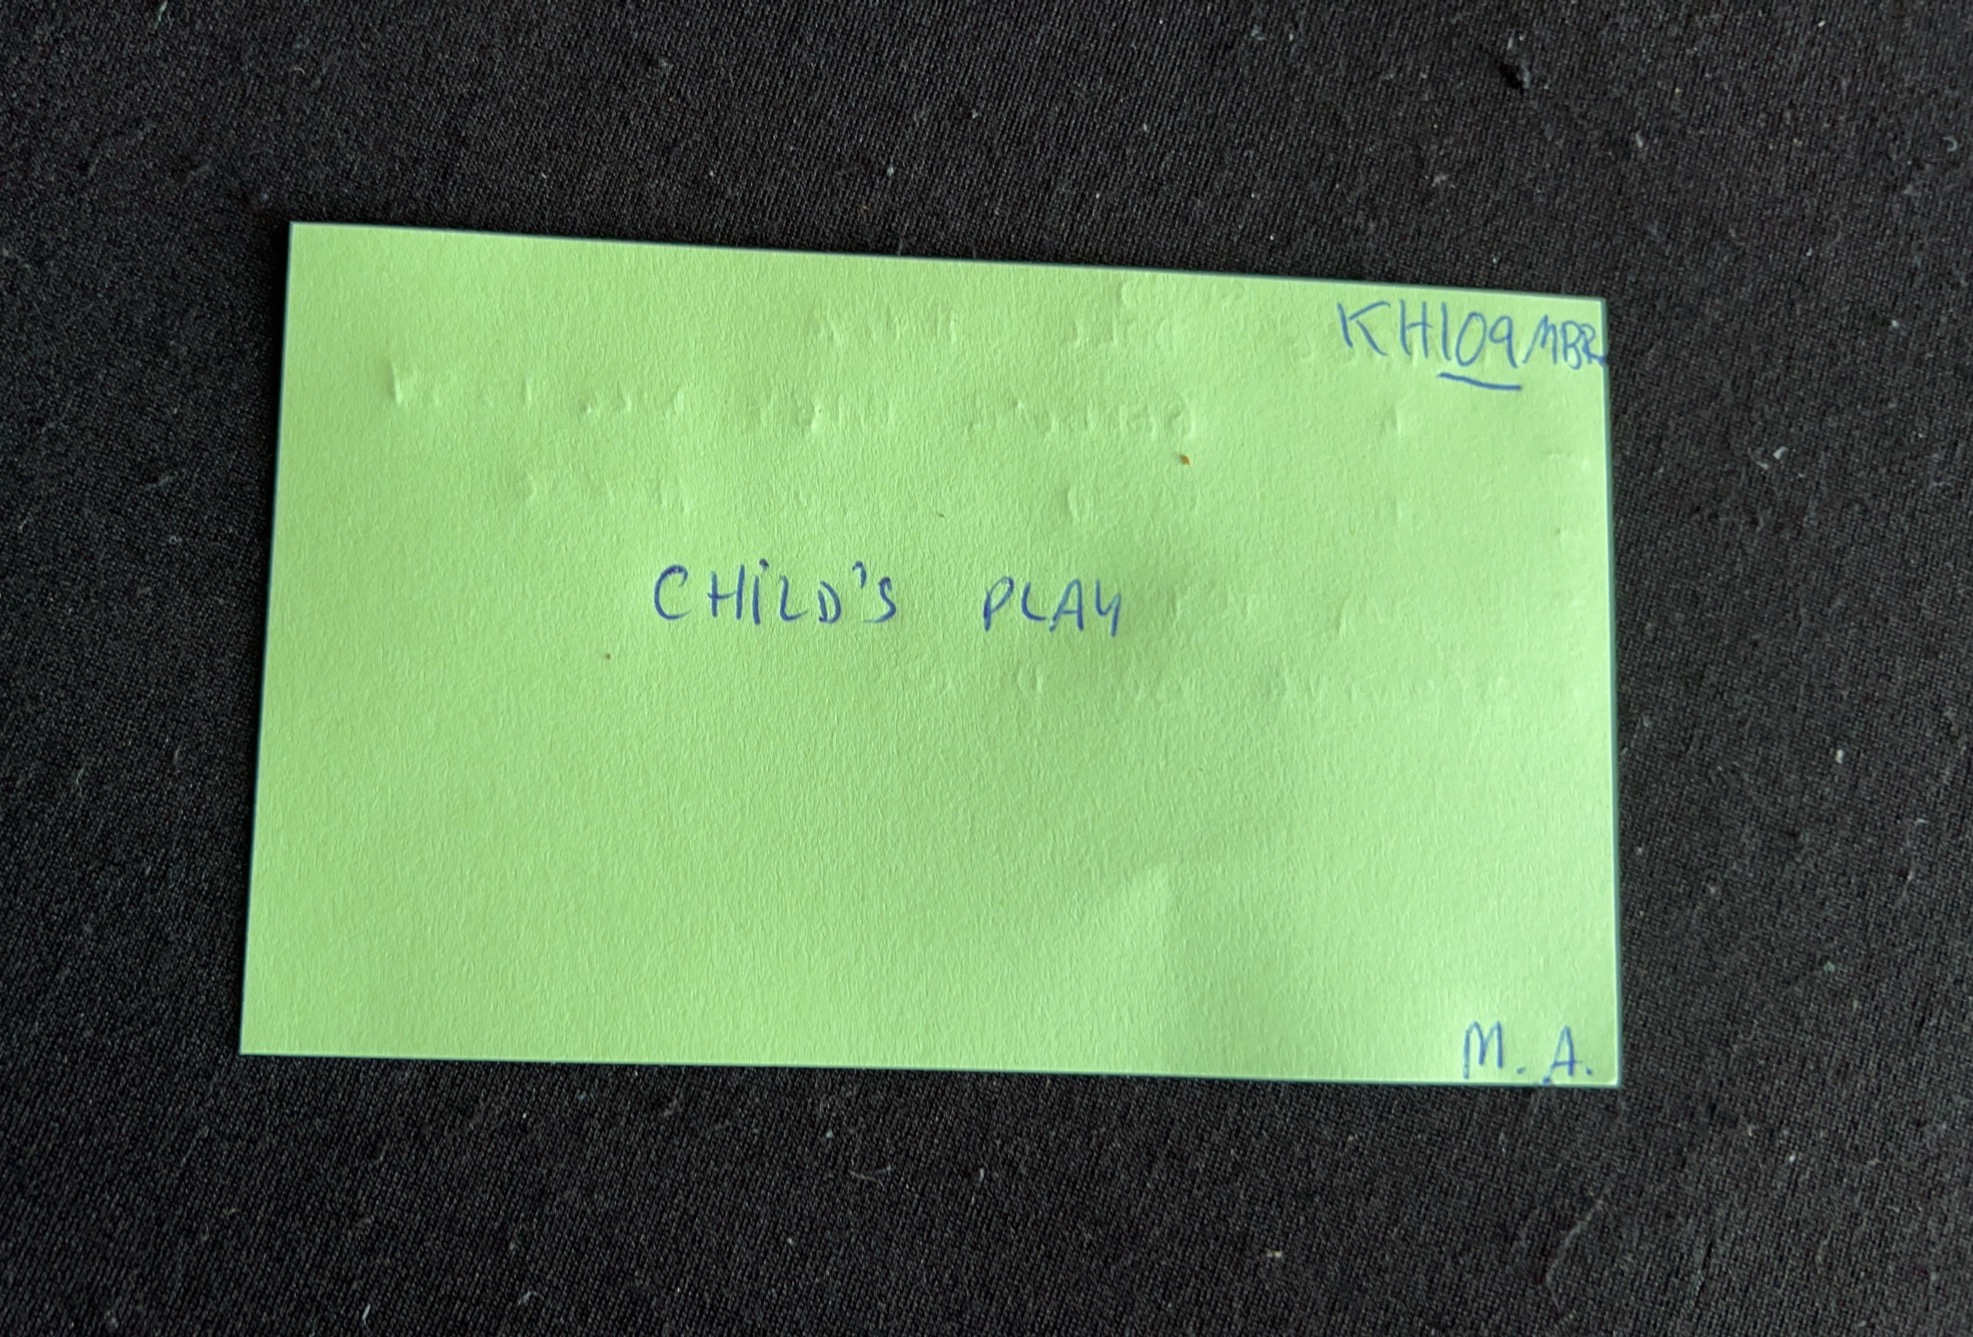 KH109MBR
CHILD'S PLAY
M. A.